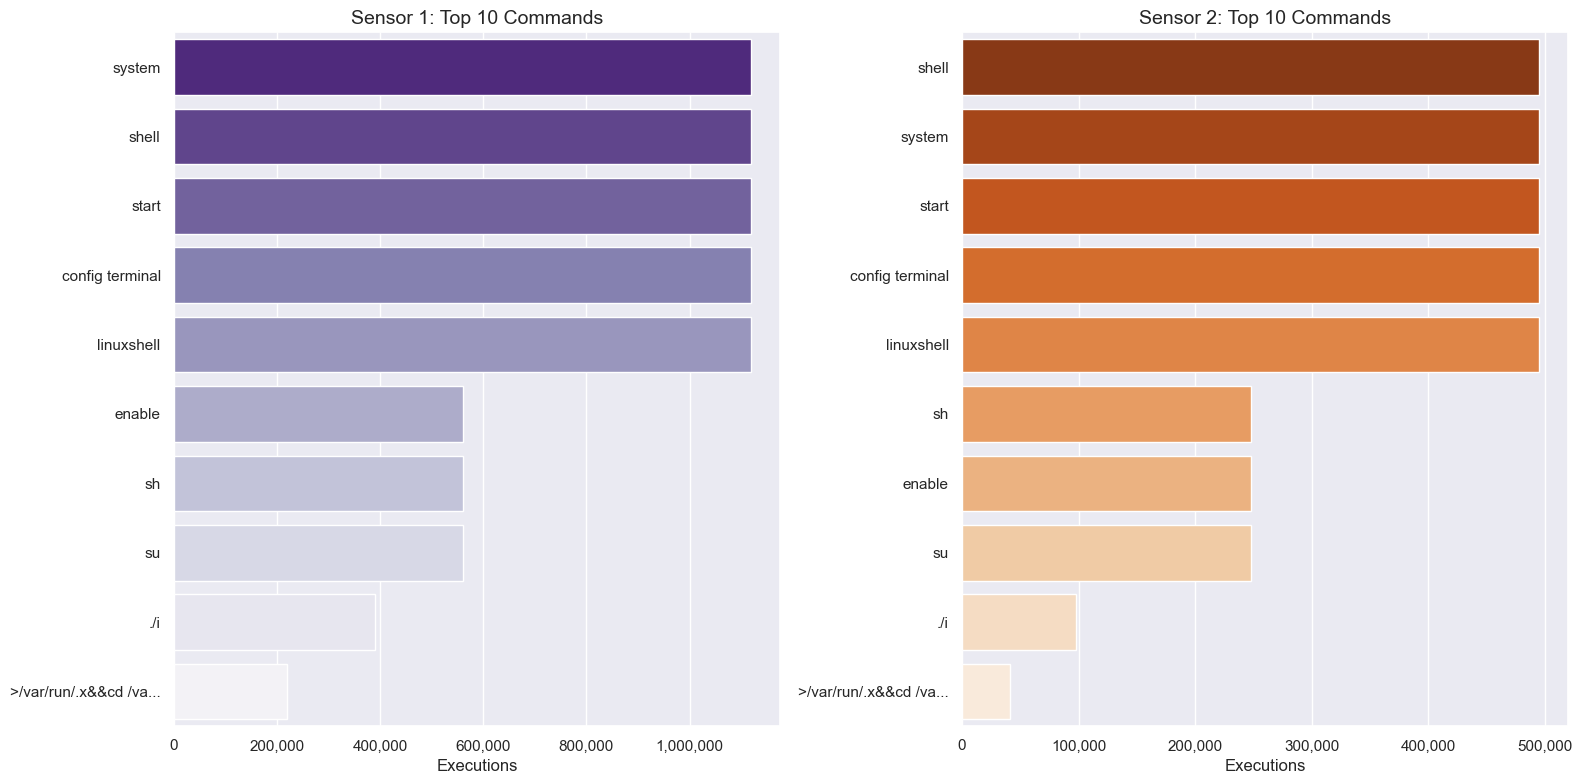 Sensor 1: Top 10 Commands
system
shell
start
config terminal
linuxshell
enable
sh
su
./i
>/var/run/.x&&cd /va...
0 200,000 400,000 600,000 800,000 1,000,000
Executions
Sensor 2: Top 10 Commands
shell
system
start
config terminal
linuxshell
sh
enable
su
./i
>/var/run/.x&&cd /va...
0 100,000 200,000 300,000 400,000 500,000
Executions